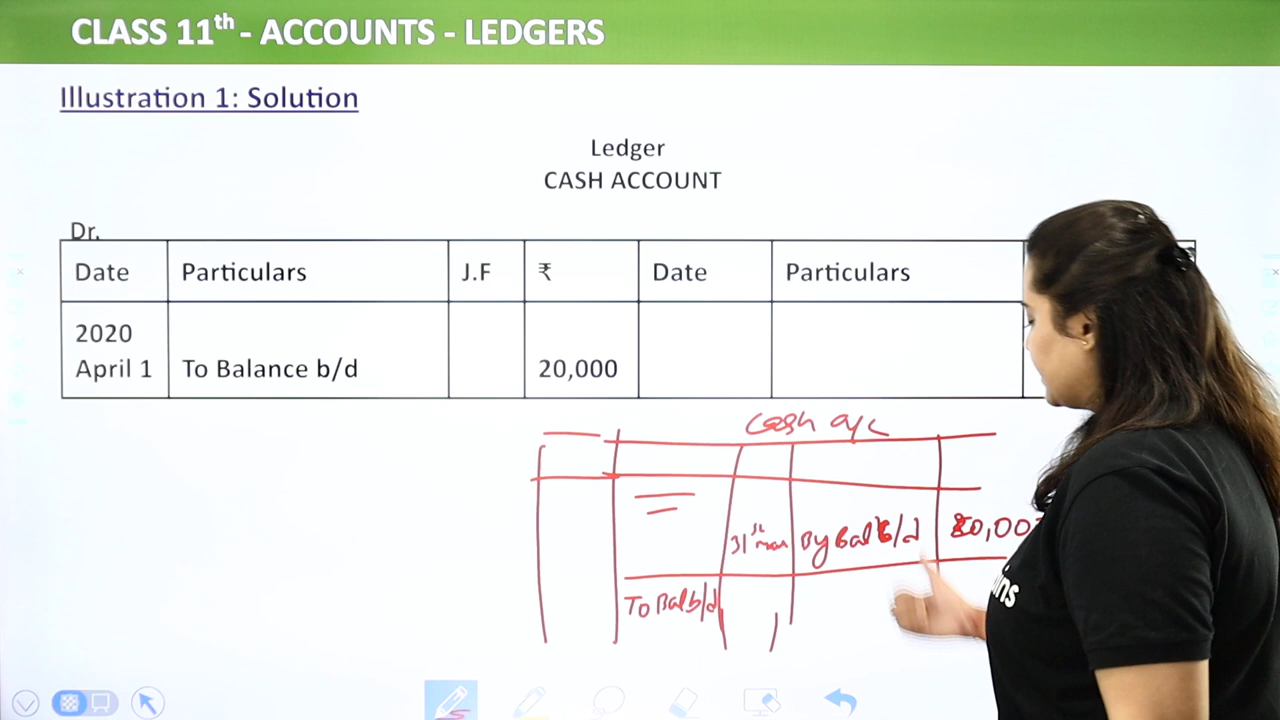 CLASS 11th - ACCOUNTS - LEDGERS
Illustration 1: Solution
Ledger
CASH ACCOUNT
Dr.
Date Particulars J.F ₹ Date Particulars
2020
April 1 To Balance b/d 20,000
Cash a/c
31st mar By Bal b/d
To Bal b/d